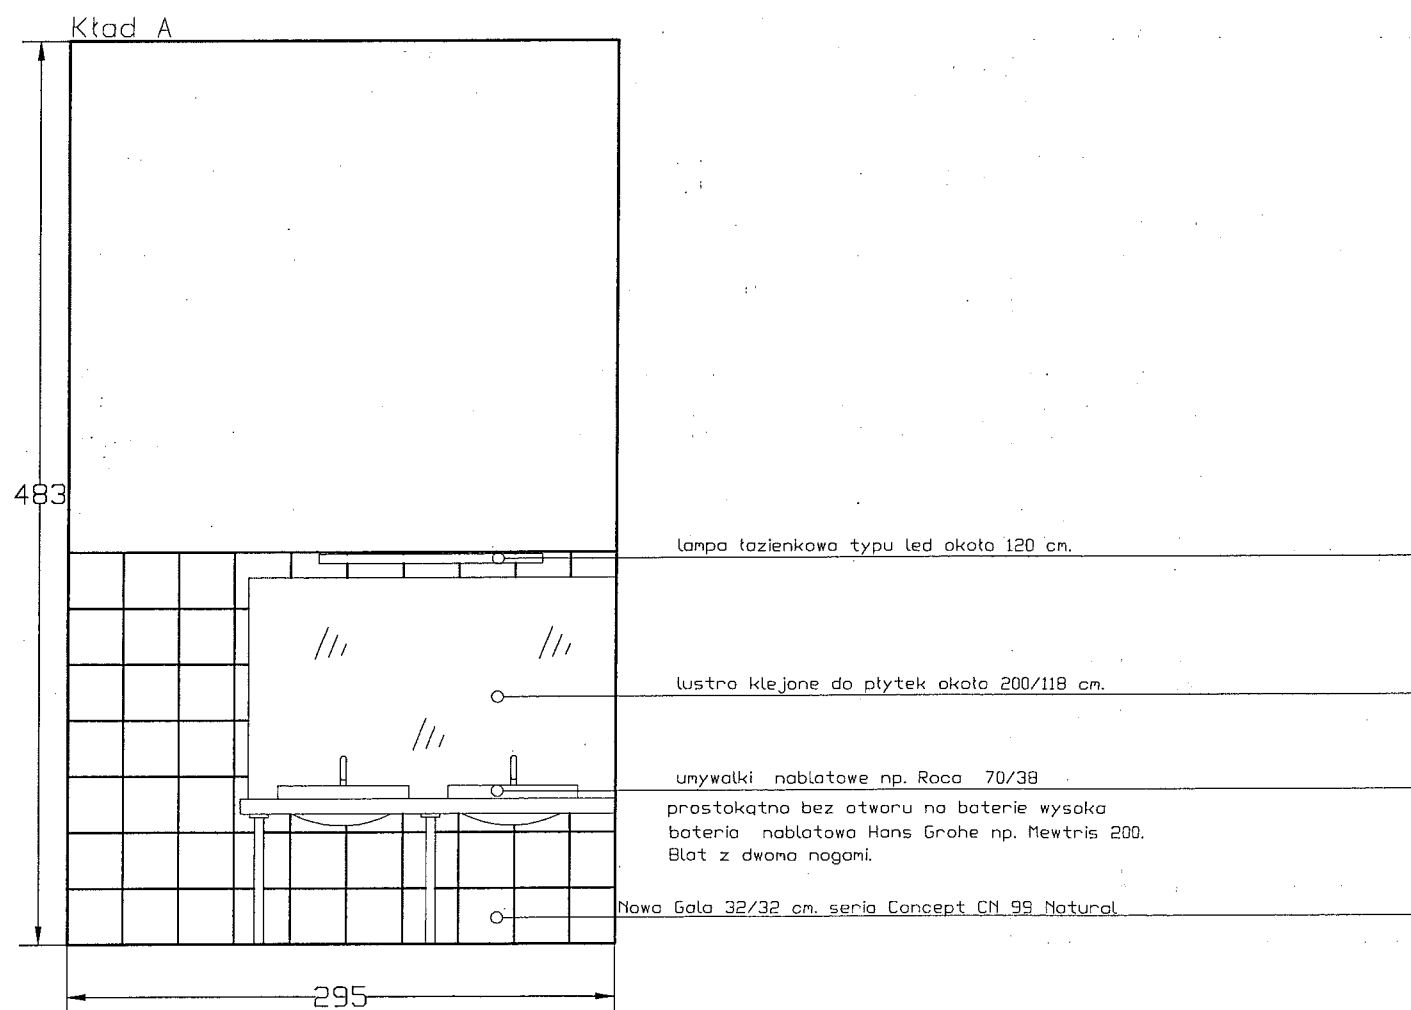 Kład A
483
lampa łazienkowa typu led około 120 cm.
lustro klejone do płytek około 200/118 cm.
umywalki nablatowe np. Roca 70/38
prostokątna bez otworu na baterie wysoka
bateria nablatowa Hans Grohe np. Mewtris 200.
Blat z dwoma nogami.
Nowa Gala 32/32 cm. seria Concept CN 99 Natural
295